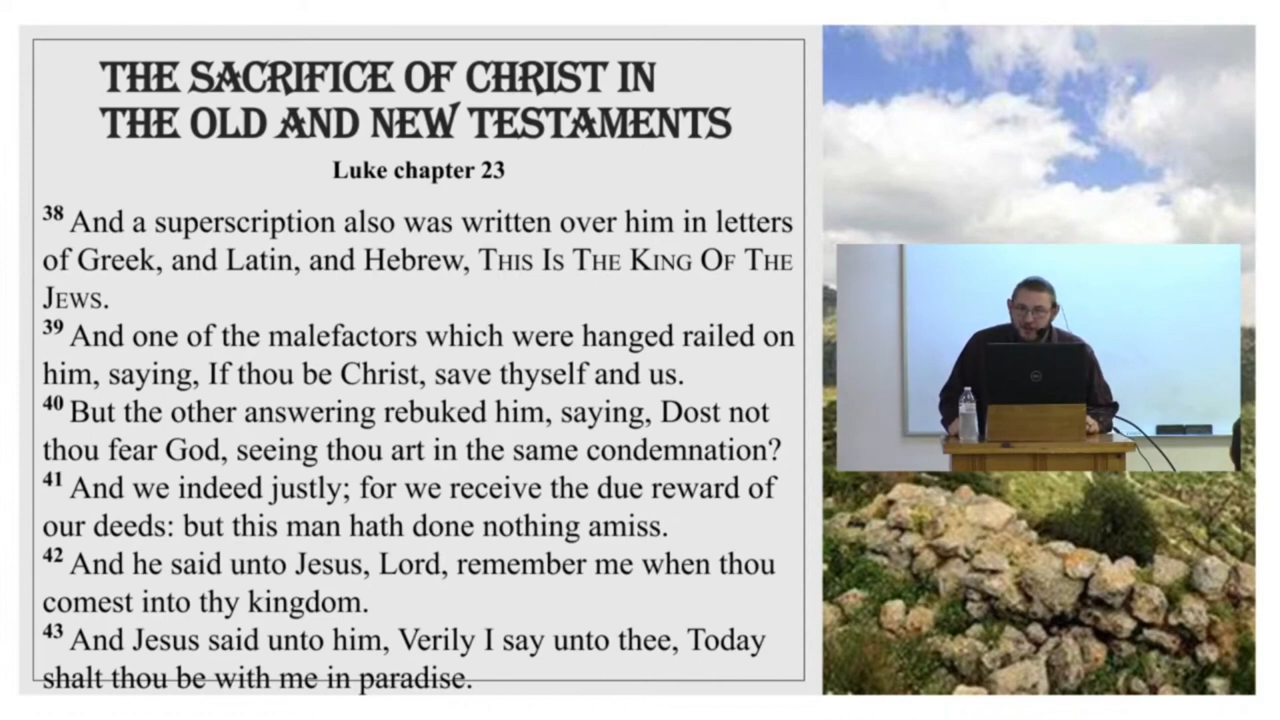 THE SACRIFICE OF CHRIST IN
THE OLD AND NEW TESTAMENTS
Luke chapter 23
38 And a superscription also was written over him in letters
of Greek, and Latin, and Hebrew, THIS IS THE KING OF THE
JEWS.
39 And one of the malefactors which were hanged railed on
him, saying, If thou be Christ, save thyself and us.
40 But the other answering rebuked him, saying, Dost not
thou fear God, seeing thou art in the same condemnation?
41 And we indeed justly; for we receive the due reward of
our deeds: but this man hath done nothing amiss.
42 And he said unto Jesus, Lord, remember me when thou
comest into thy kingdom.
43 And Jesus said unto him, Verily I say unto thee, Today
shalt thou be with me in paradise.
DELL